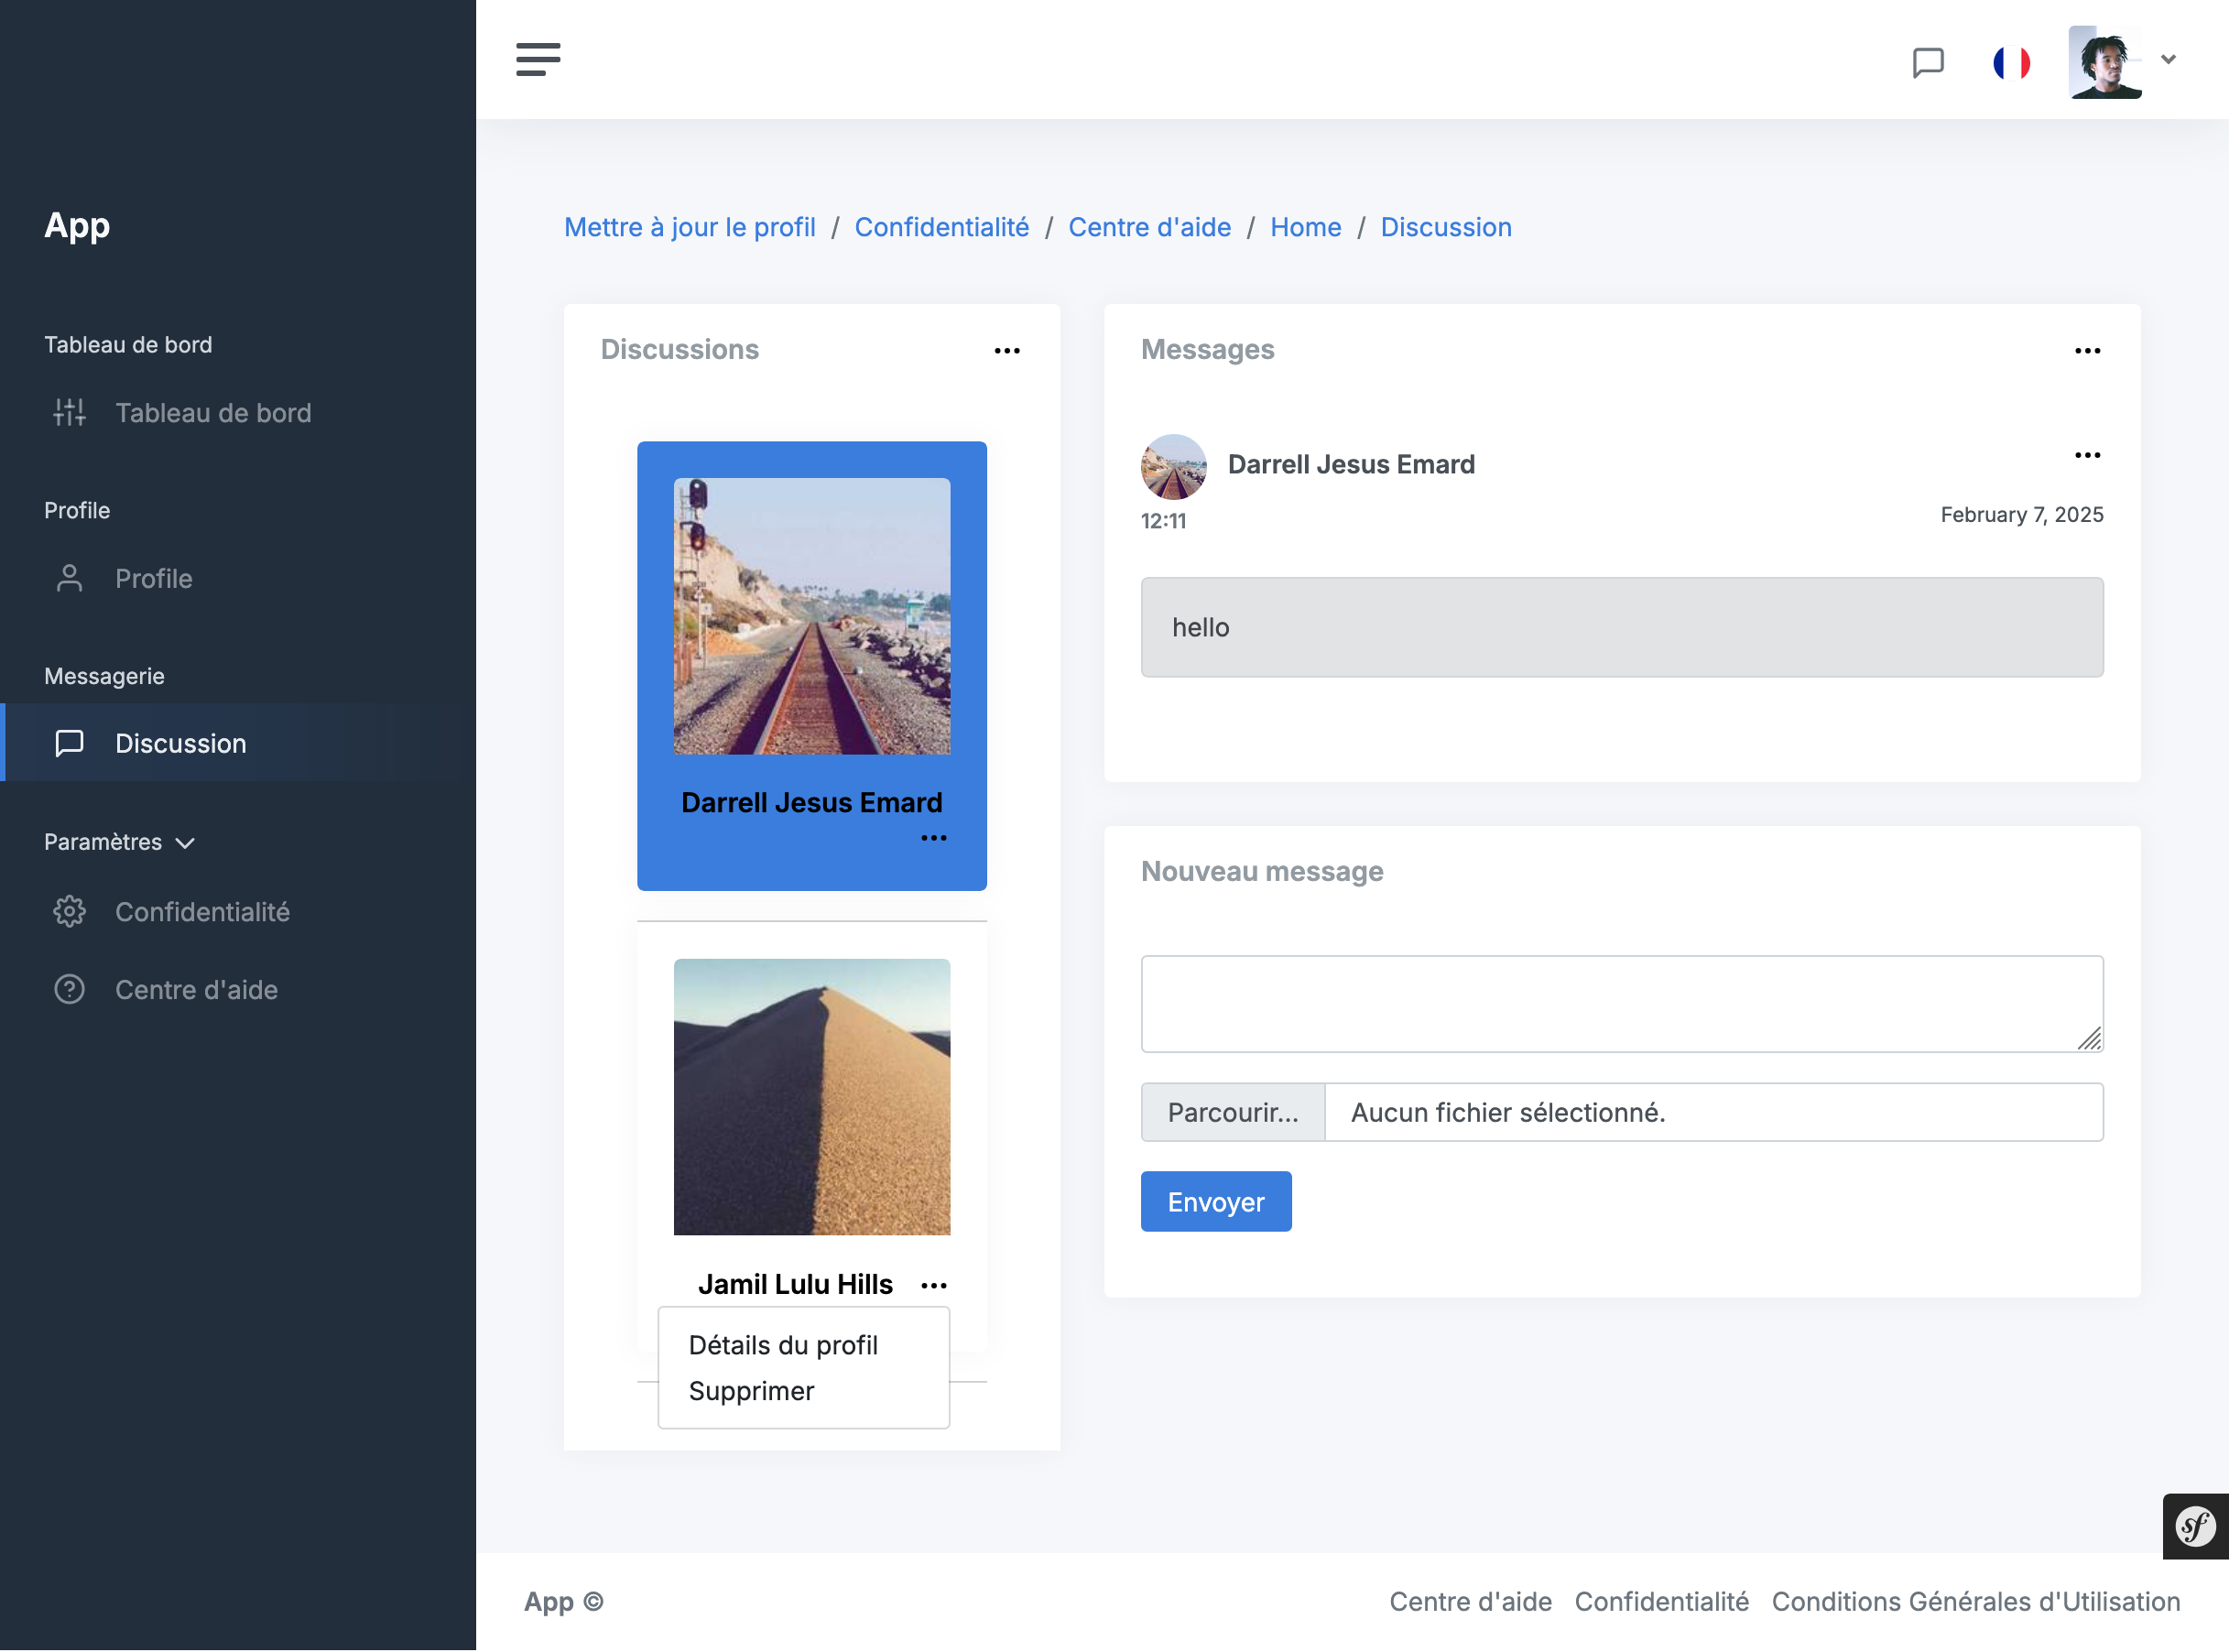 App
Tableau de bord
Tableau de bord
Profile
Profile
Messagerie
Discussion
Paramètres
Confidentialité
Centre d'aide
Mettre à jour le profil / Confidentialité / Centre d'aide / Home / Discussion
Discussions
Darrell Jesus Emard
Jamil Lulu Hills
Détails du profil
Supprimer
Messages
Darrell Jesus Emard
12:11
February 7, 2025
hello
Nouveau message
Parcourir... Aucun fichier sélectionné.
Envoyer
sf
App ©
Centre d'aide Confidentialité Conditions Générales d'Utilisation